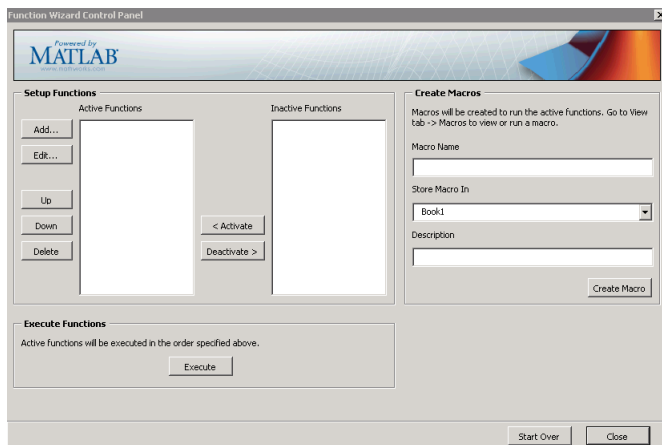 Function Wizard Control Panel
Powered by
MATLAB
www.mathworks.com
Setup Functions
Active Functions
Inactive Functions
Add...
Edit...
Up
Down
Delete
< Activate
Deactivate >
Create Macros
Macros will be created to run the active functions. Go to View
tab -> Macros to view or run a macro.
Macro Name
Store Macro In
Book1
Description
Create Macro
Execute Functions
Active functions will be executed in the order specified above.
Execute
Start Over
Close